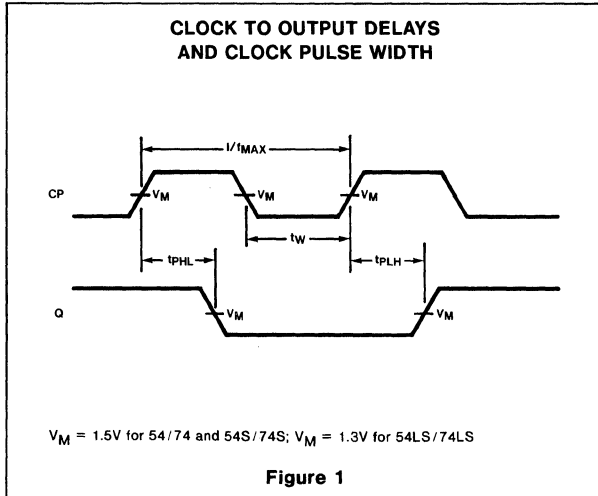 CLOCK TO OUTPUT DELAYS
AND CLOCK PULSE WIDTH
I/fMAX
CP
VM
VM
VM
tW
tPHL
tPLH
Q
VM
VM
VM = 1.5V for 54/74 and 54S/74S; VM = 1.3V for 54LS/74LS
Figure 1